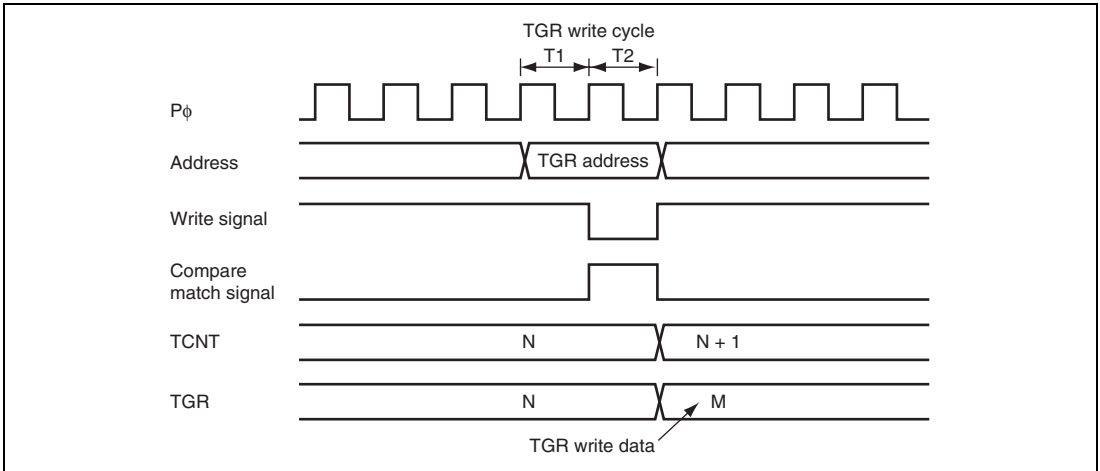 TGR write cycle
T1 T2
Pϕ
Address TGR address
Write signal
Compare
match signal
TCNT N N + 1
TGR N M
TGR write data